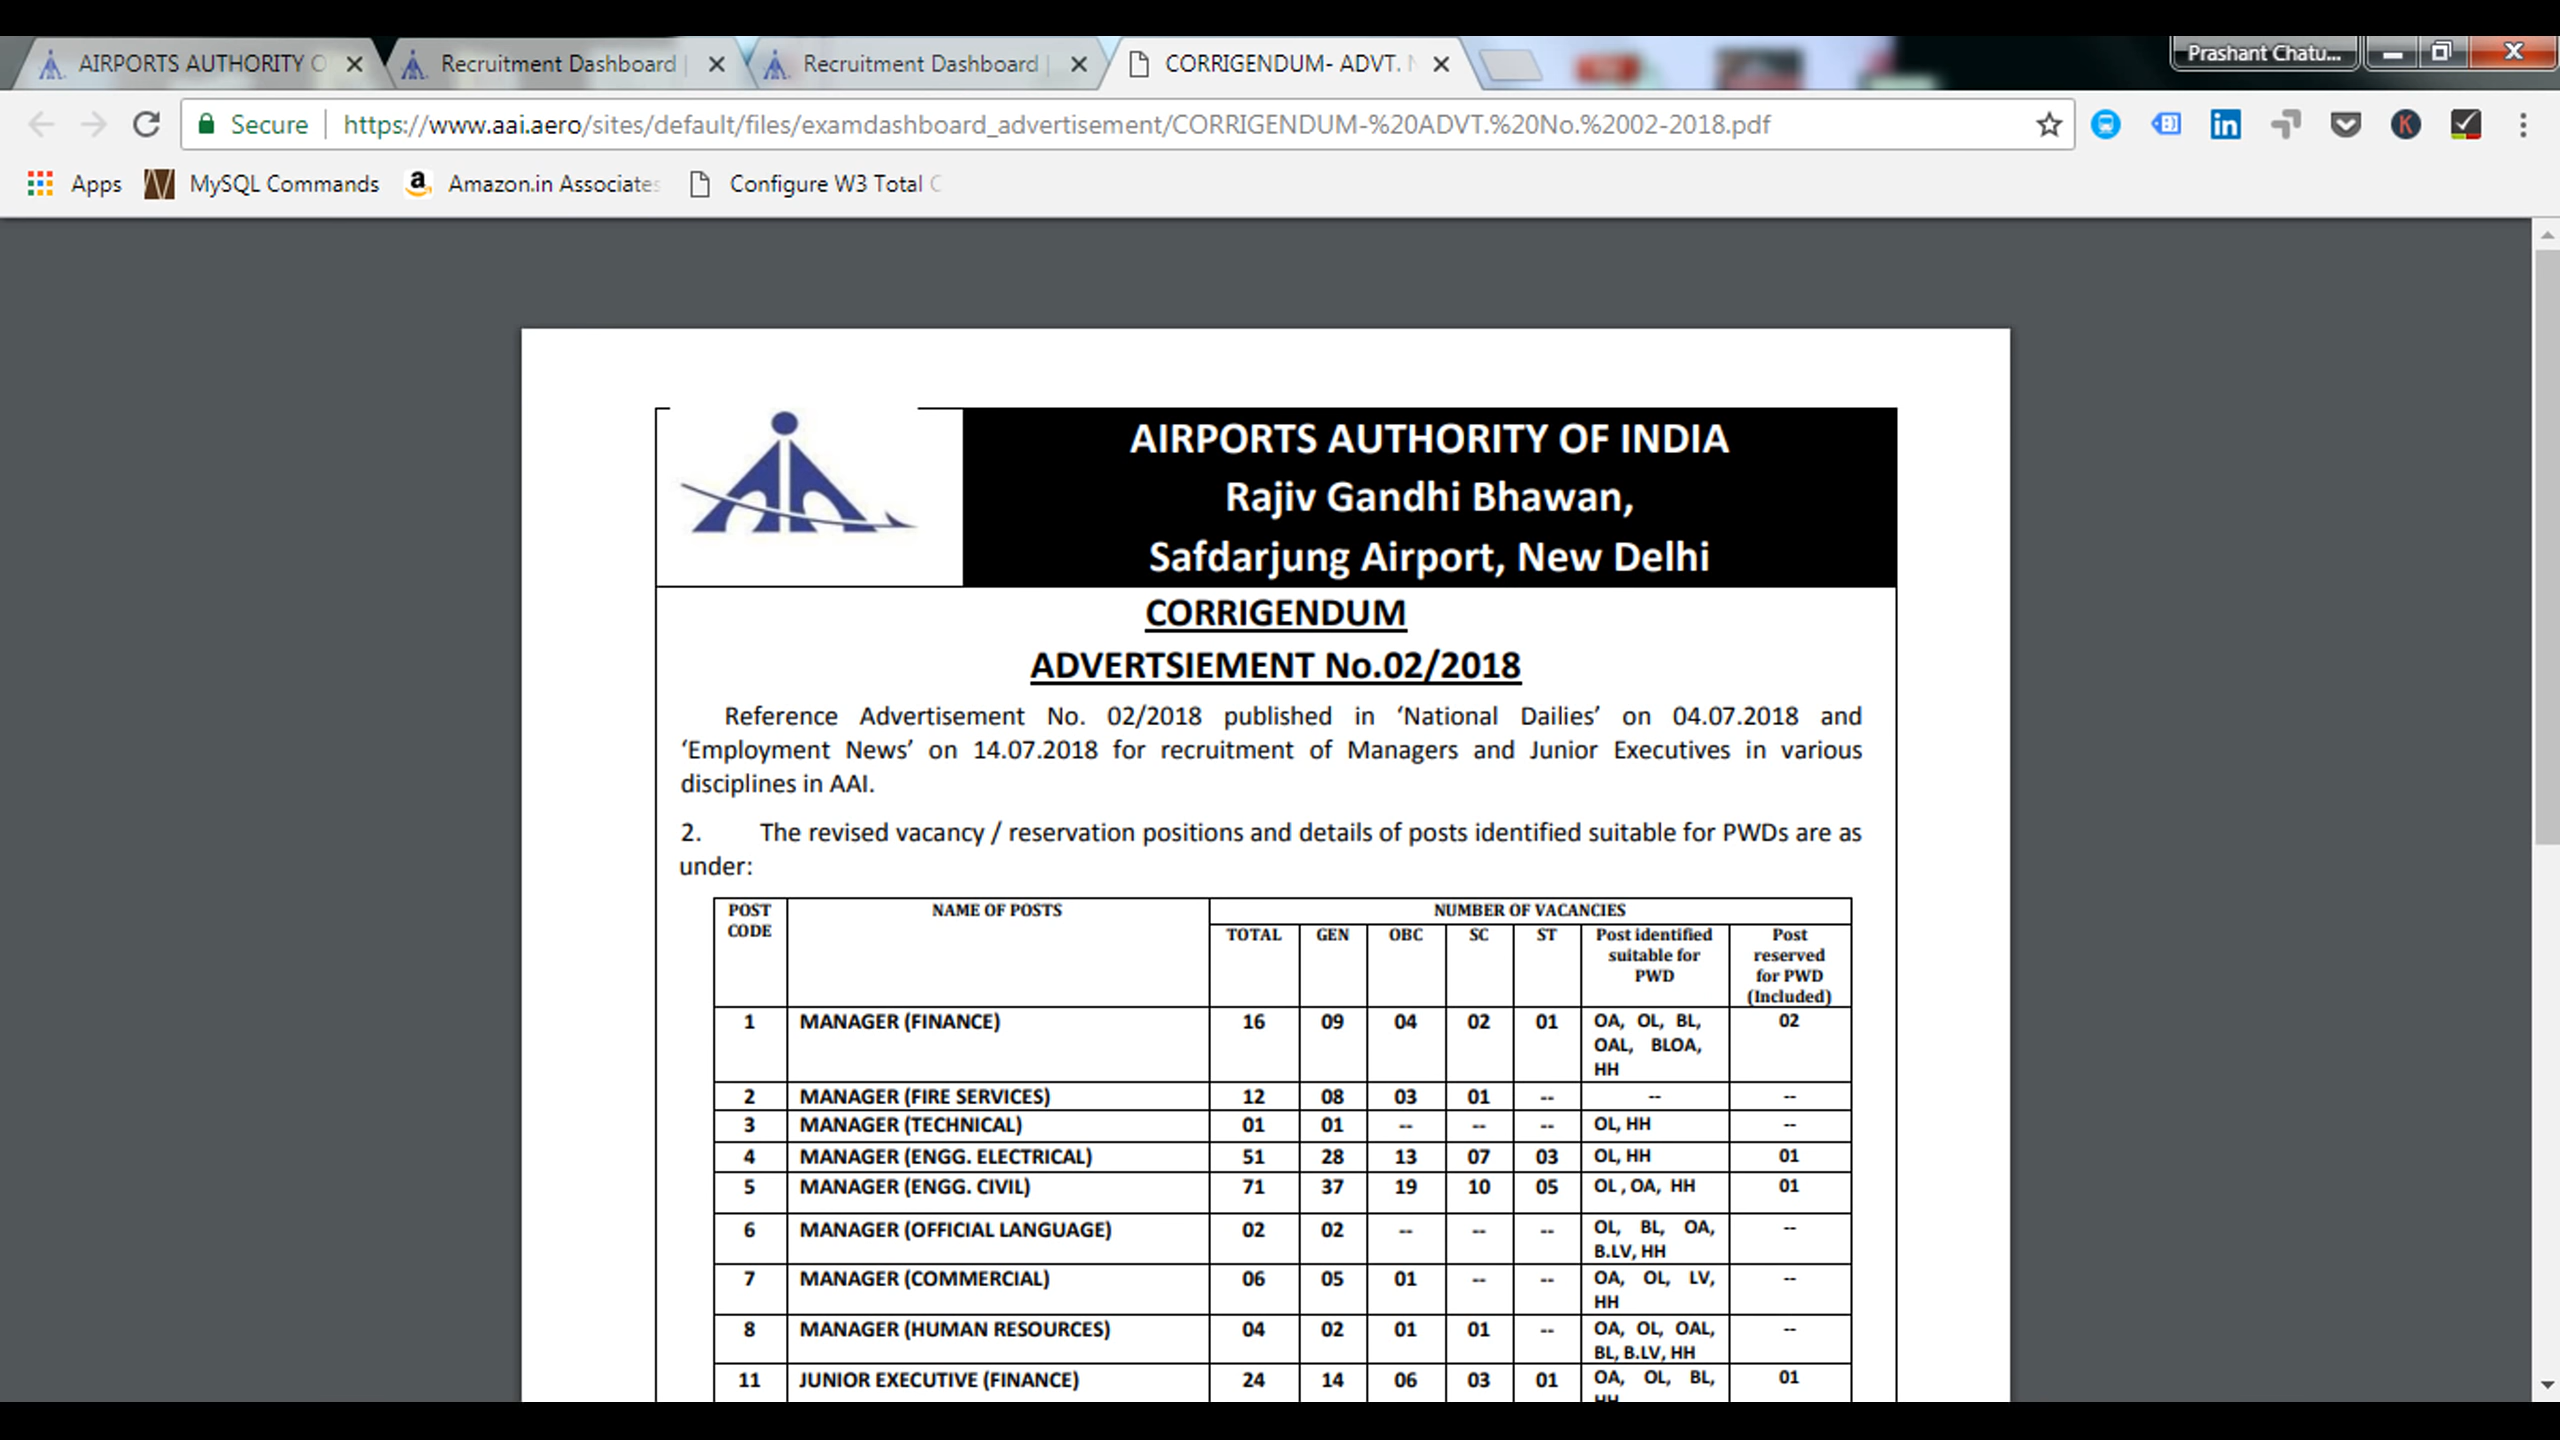 AIRPORTS AUTHORITY O
Recruitment Dashboard
Recruitment Dashboard
CORRIGENDUM- ADVT. N
Prashant Chatu...
Secure
https://www.aai.aero/sites/default/files/examdashboard_advertisement/CORRIGENDUM-%20ADVT.%20No.%2002-2018.pdf
Apps MySQL Commands Amazon.in Associates Configure W3 Total C
AIRPORTS AUTHORITY OF INDIA
Rajiv Gandhi Bhawan,
Safdarjung Airport, New Delhi
CORRIGENDUM
ADVERTSIEMENT No.02/2018
Reference Advertisement No. 02/2018 published in ‘National Dailies’ on 04.07.2018 and
‘Employment News’ on 14.07.2018 for recruitment of Managers and Junior Executives in various
disciplines in AAI.
2. The revised vacancy / reservation positions and details of posts identified suitable for PWDs are as
under:
POST CODE NAME OF POSTS NUMBER OF VACANCIES
TOTAL GEN OBC SC ST Post identified suitable for PWD Post reserved for PWD (Included)
1 MANAGER (FINANCE) 16 09 04 02 01 OA, OL, BL, OAL, BLOA, HH 02
2 MANAGER (FIRE SERVICES) 12 08 03 01 -- -- --
3 MANAGER (TECHNICAL) 01 01 -- -- -- OL, HH --
4 MANAGER (ENGG. ELECTRICAL) 51 28 13 07 03 OL, HH 01
5 MANAGER (ENGG. CIVIL) 71 37 19 10 05 OL , OA, HH 01
6 MANAGER (OFFICIAL LANGUAGE) 02 02 -- -- -- OL, BL, OA, B.LV, HH --
7 MANAGER (COMMERCIAL) 06 05 01 -- -- OA, OL, LV, HH --
8 MANAGER (HUMAN RESOURCES) 04 02 01 01 -- OA, OL, OAL, BL, B.LV, HH --
11 JUNIOR EXECUTIVE (FINANCE) 24 14 06 03 01 OA, OL, BL, HH 01